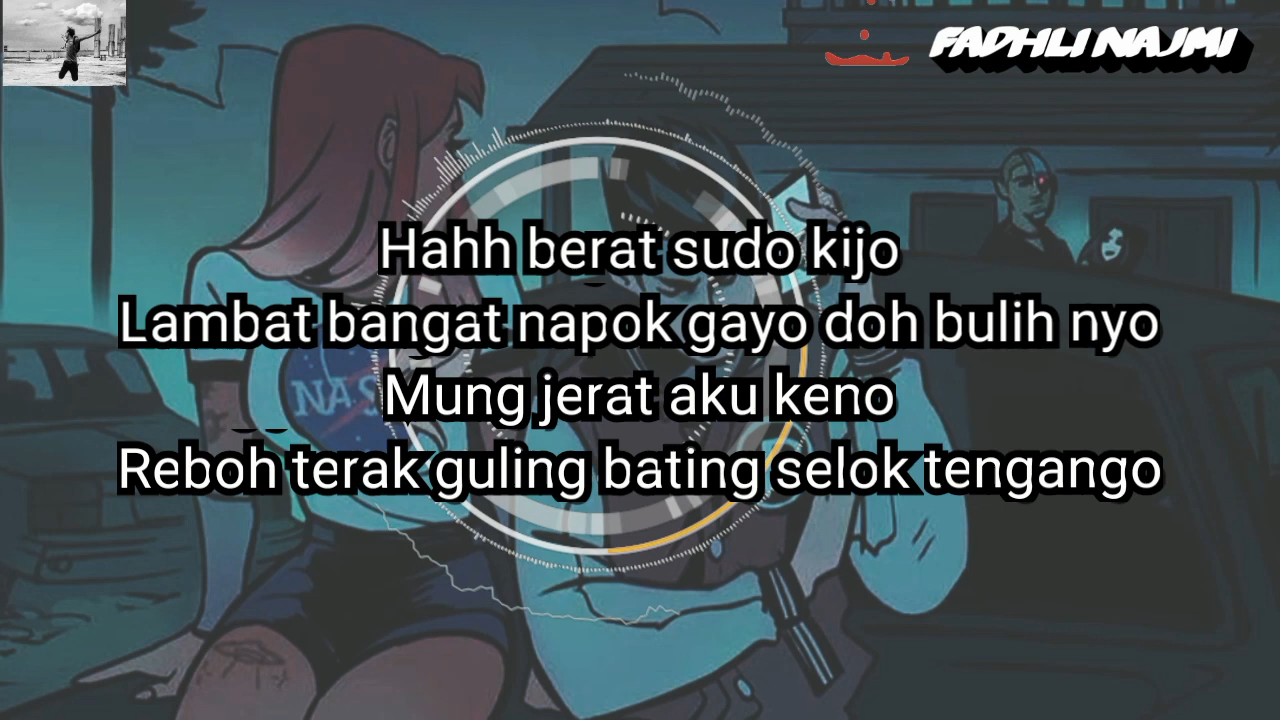 FADHLI NAJMI
Hahh berat sudo kijo
Lambat bangat napok gayo doh bulih nyo
NAS
Mung jerat aku keno
Reboh terak guling bating selok tengango